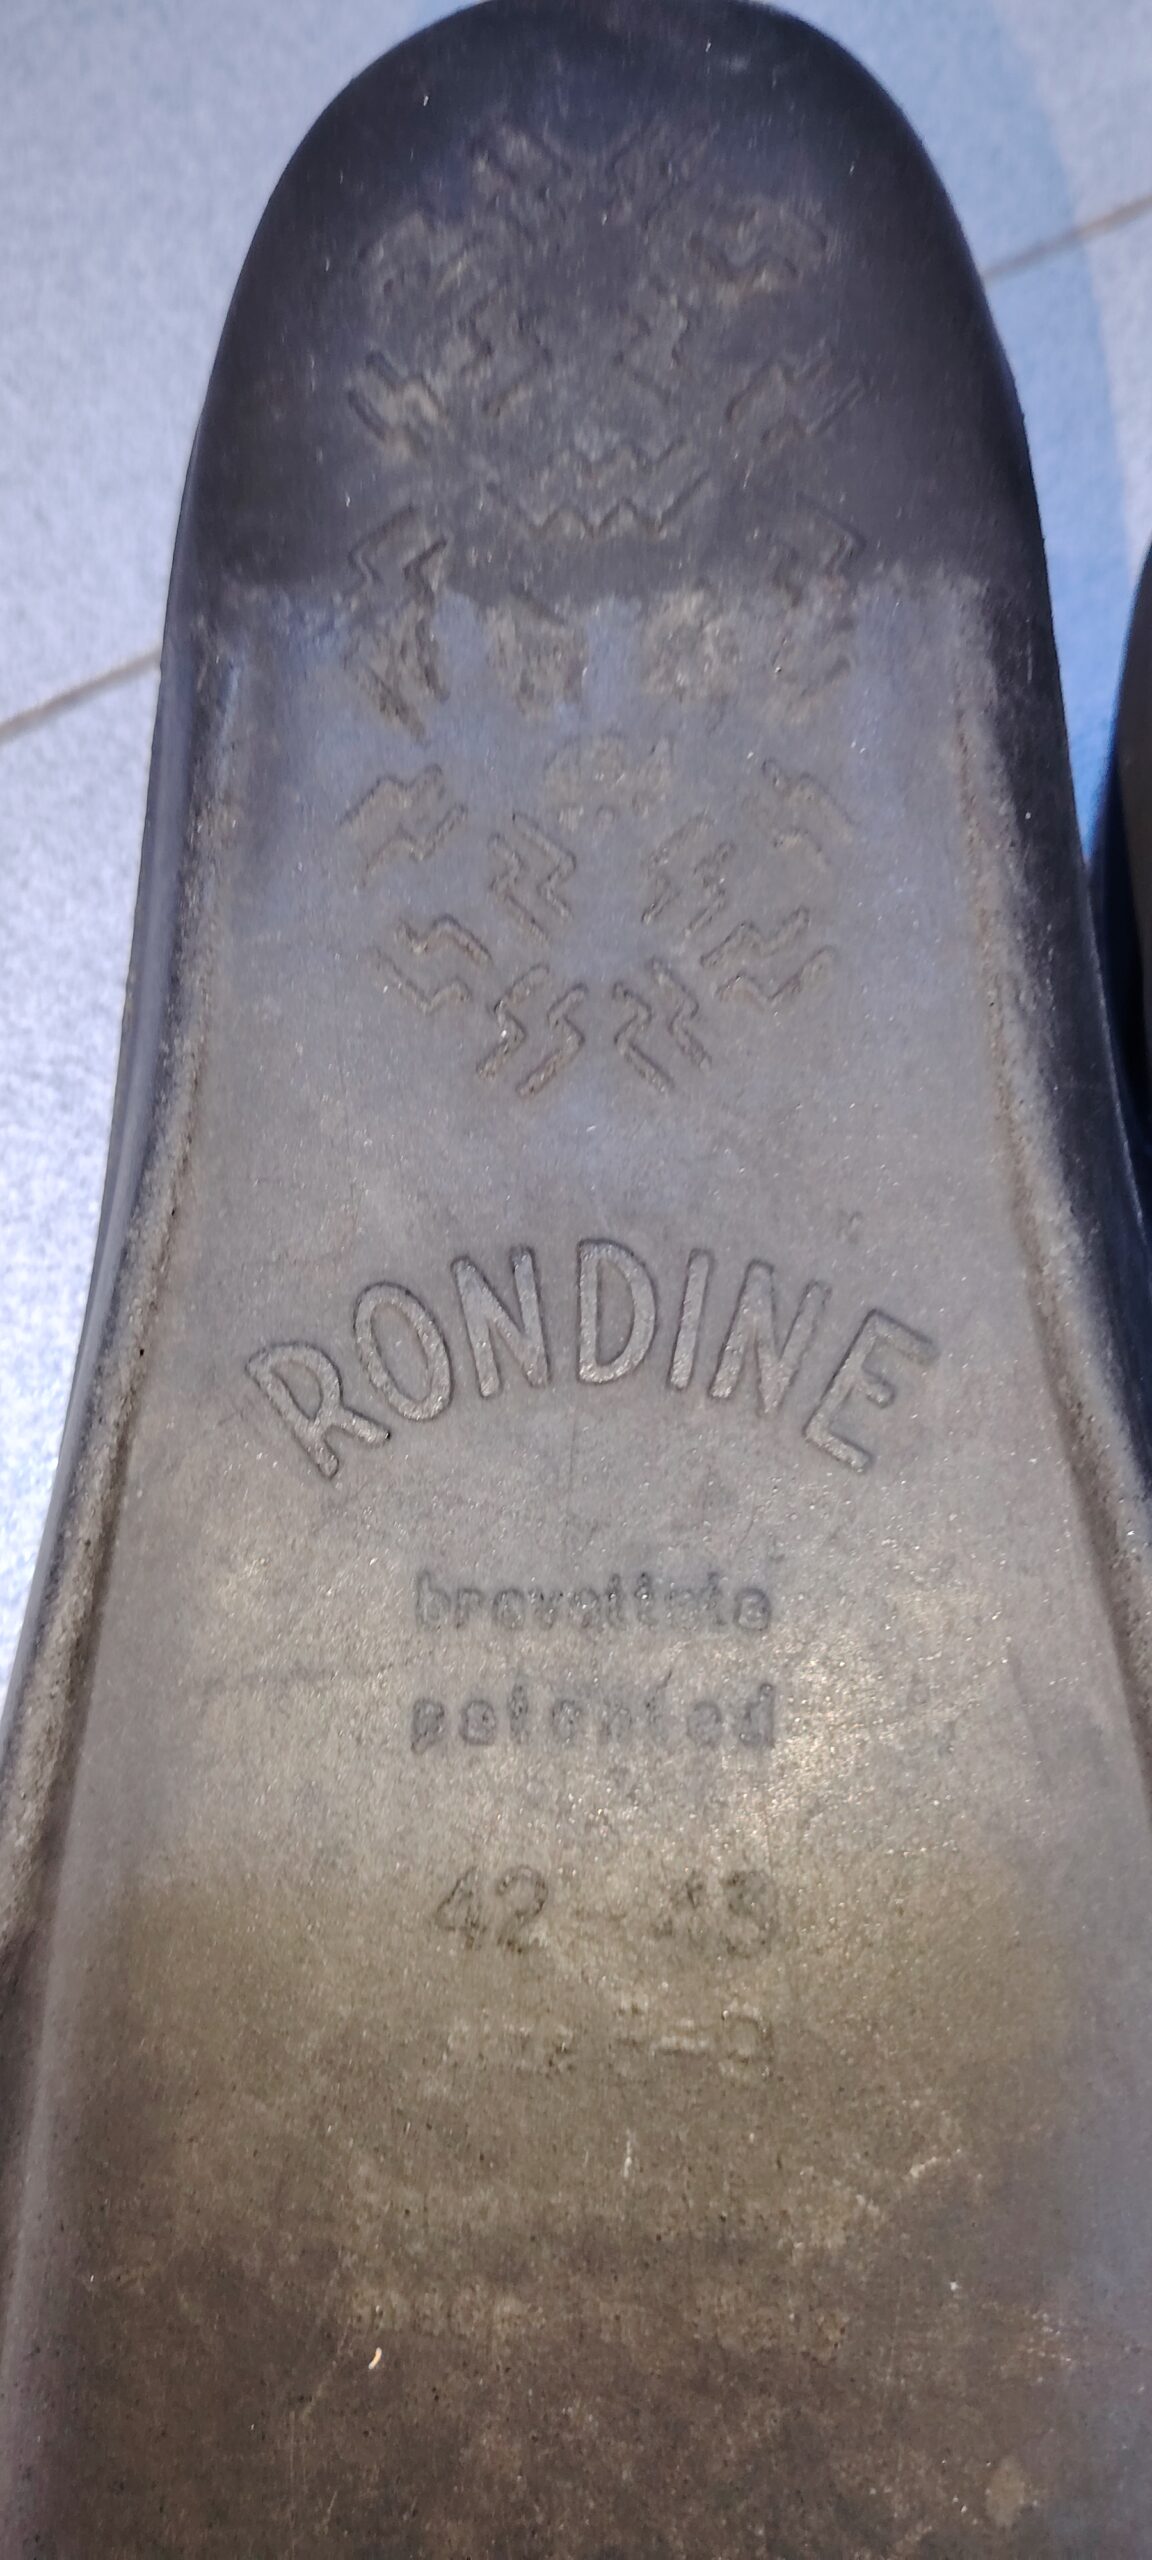 RONDINE
brevettato
patented
42 - 43